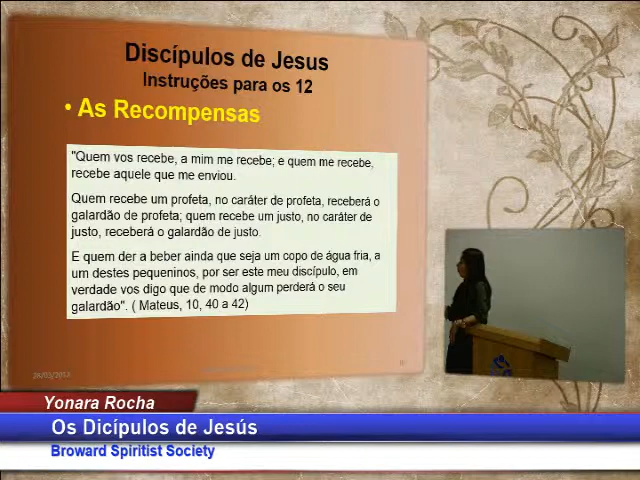 Discípulos de Jesus
Instruções para os 12
• As Recompensas
"Quem vos recebe, a mim me recebe; e quem me recebe,
recebe aquele que me enviou.
Quem recebe um profeta, no caráter de profeta, receberá o
galardão de profeta; quem recebe um justo, no caráter de
justo, receberá o galardão de justo.
E quem der a beber ainda que seja um copo de água fria, a
um destes pequeninos, por ser este meu discípulo, em
verdade vos digo que de modo algum perderá o seu
galardão". ( Mateus, 10, 40 a 42)
Yonara Rocha
Os Dicípulos de Jesús
Broward Spiritist Society